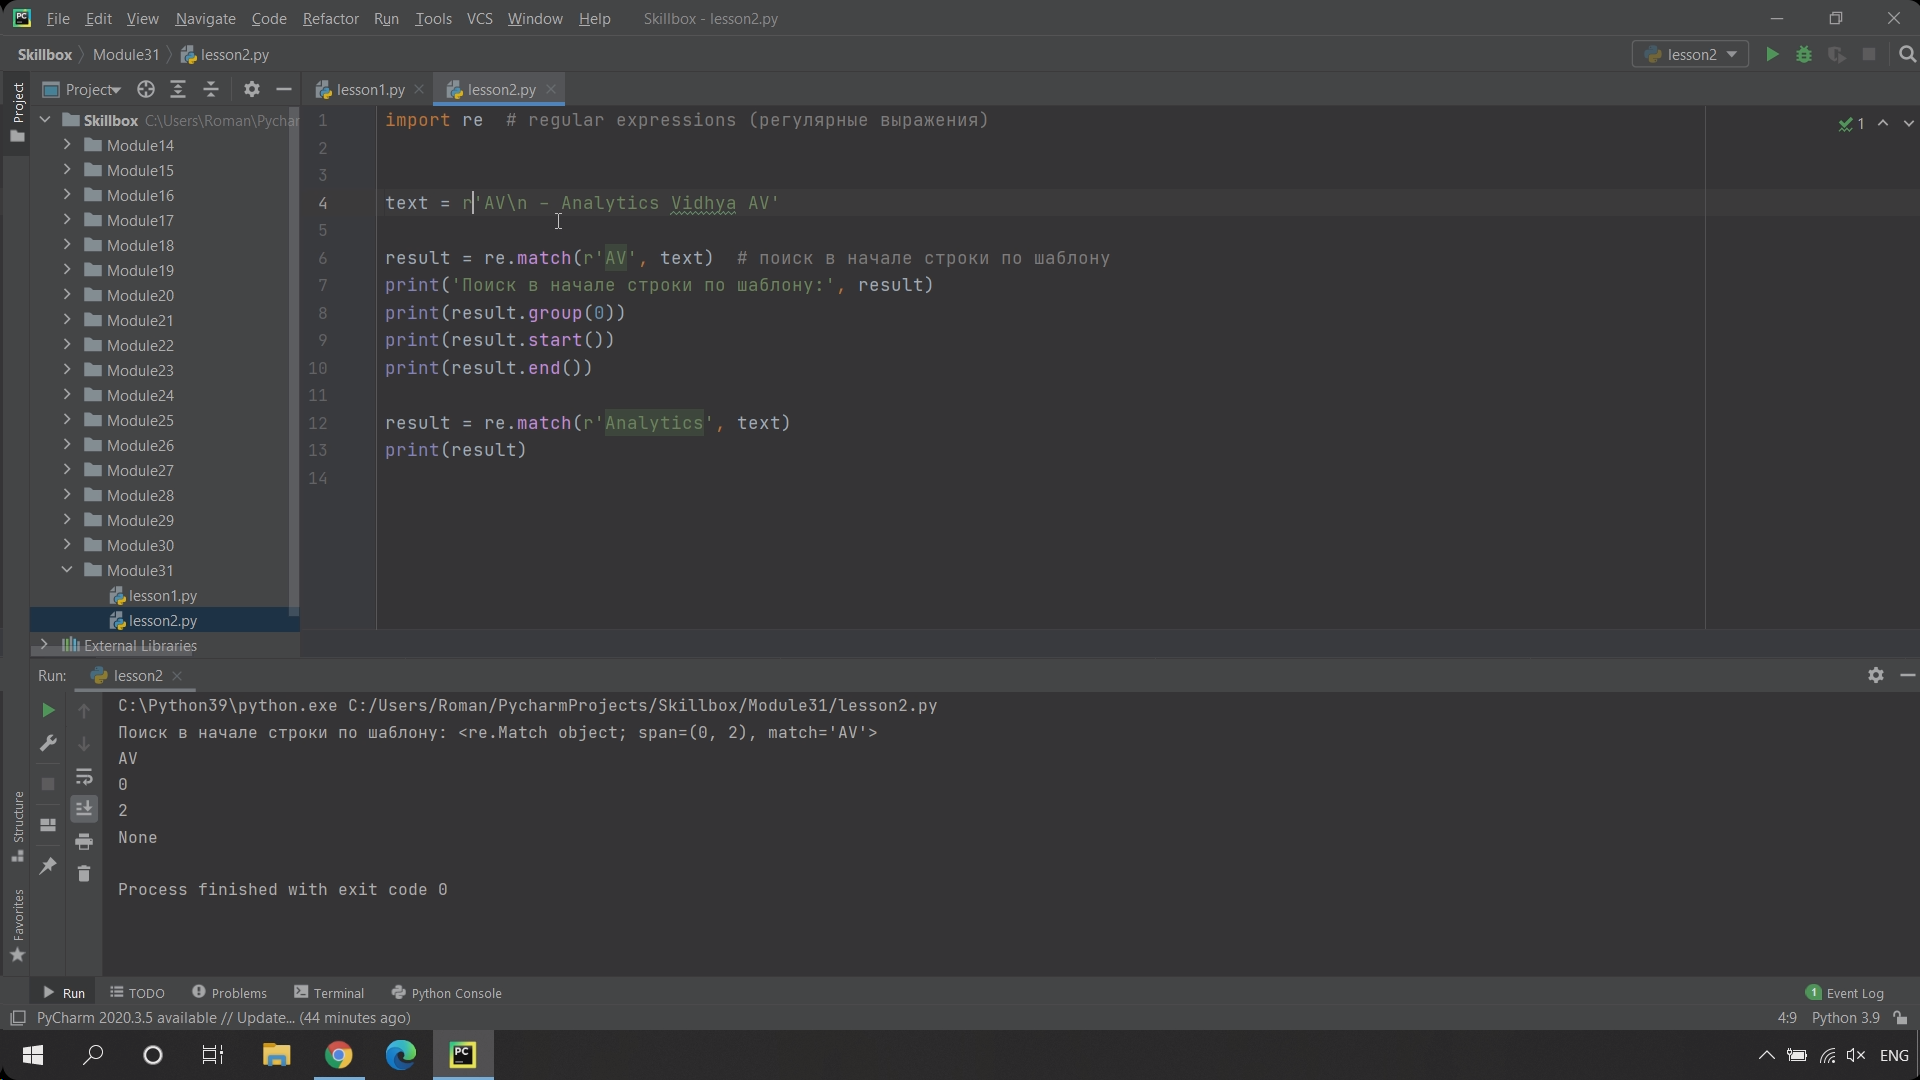 PC File Edit View Navigate Code Refactor Run Tools VCS Window Help Skillbox - lesson2.py
Skillbox Module31 lesson2.py lesson2
Project lesson1.py lesson2.py
Project
Skillbox C:\Users\Roman\Pychar
Module14
Module15
Module16
Module17
Module18
Module19
Module20
Module21
Module22
Module23
Module24
Module25
Module26
Module27
Module28
Module29
Module30
Module31
lesson1.py
lesson2.py
External Libraries
1 import re # regular expressions (регулярные выражения)
2
3
4 text = r'AV\n - Analytics Vidhya AV'
5
6 result = re.match(r'AV', text) # поиск в начале строки по шаблону
7 print('Поиск в начале строки по шаблону:', result)
8 print(result.group(0))
9 print(result.start())
10 print(result.end())
11
12 result = re.match(r'Analytics', text)
13 print(result)
14
1
Run: lesson2
C:\Python39\python.exe C:/Users/Roman/PycharmProjects/Skillbox/Module31/lesson2.py
Поиск в начале строки по шаблону: <re.Match object; span=(0, 2), match='AV'>
AV
0
2
None
Process finished with exit code 0
Structure
Favorites
Run TODO Problems Terminal Python Console 1 Event Log
PyCharm 2020.3.5 available // Update... (44 minutes ago) 4:9 Python 3.9
PC ENG